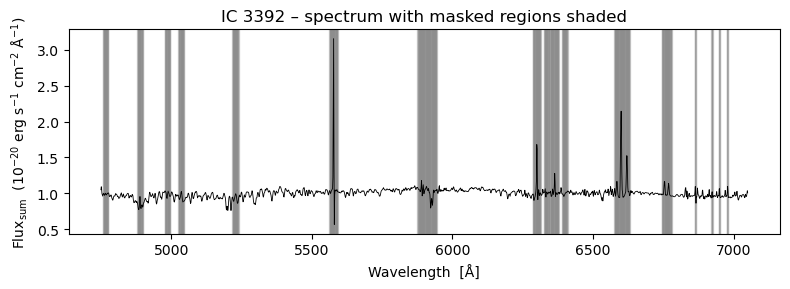 IC 3392 – spectrum with masked regions shaded
Flux_sum (10⁻²⁰ erg s⁻¹ cm⁻² Å⁻¹)
3.0
2.5
2.0
1.5
1.0
0.5
5000 5500 6000 6500 7000
Wavelength [Å]